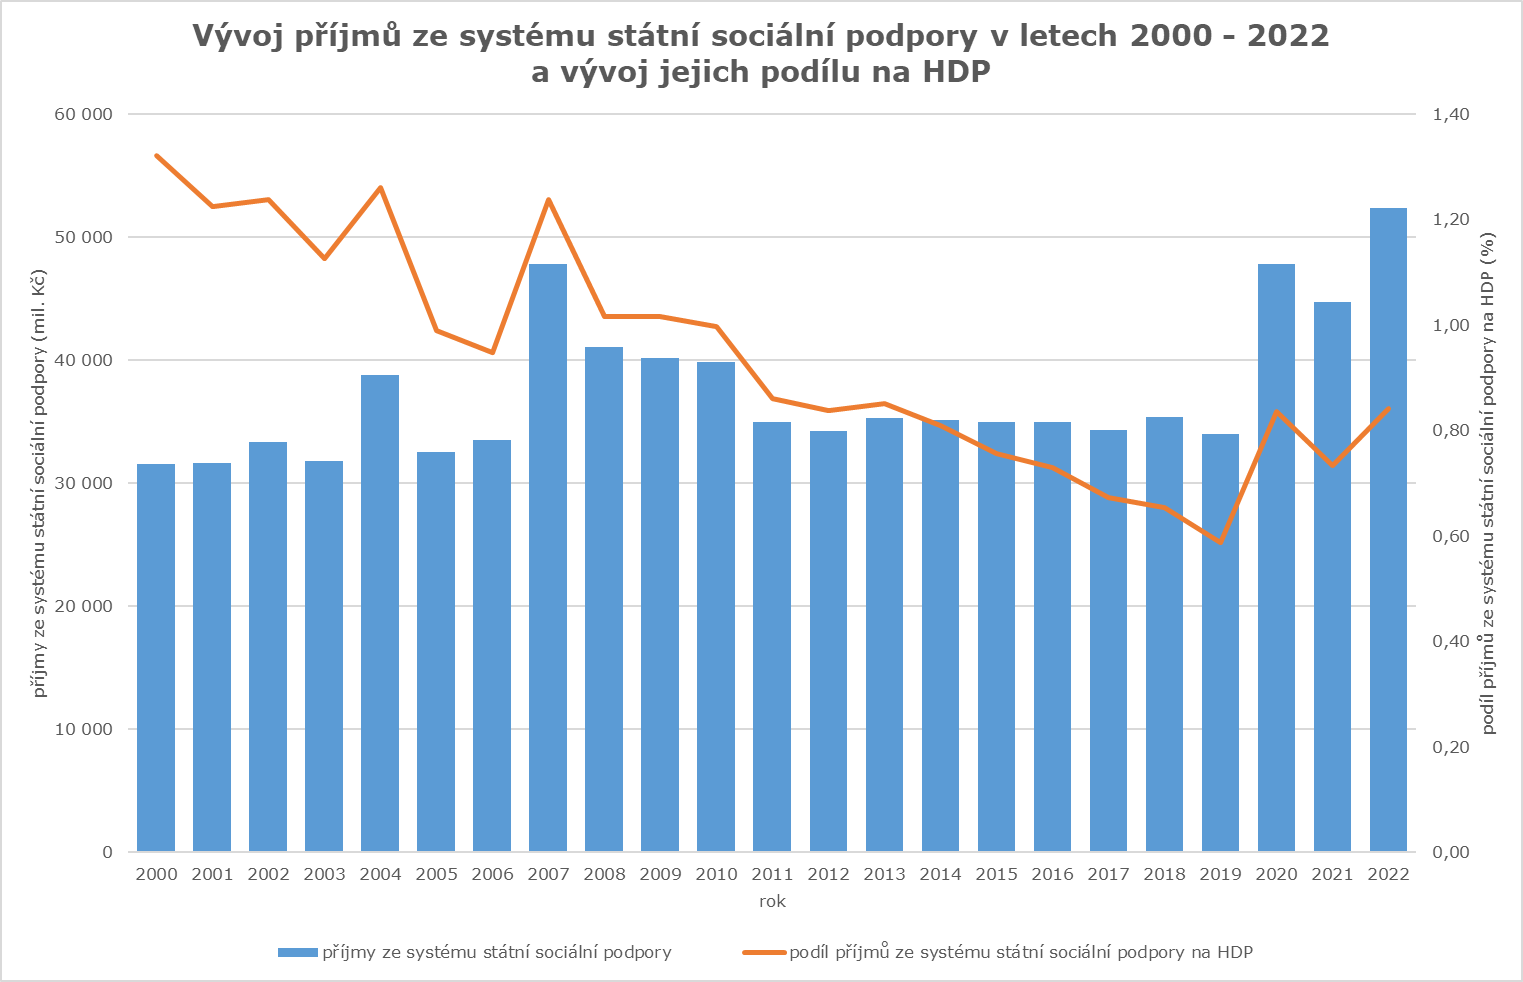 Vývoj příjmů ze systému státní sociální podpory v letech 2000 - 2022
a vývoj jejich podílu na HDP
příjmy ze systému státní sociální podpory (mil. Kč)
60 000
50 000
40 000
30 000
20 000
10 000
0
1,40
1,20
1,00
0,80
0,60
0,40
0,20
0,00
podíl příjmů ze systému státní sociální podpory na HDP (%)
2000 2001 2002 2003 2004 2005 2006 2007 2008 2009 2010 2011 2012 2013 2014 2015 2016 2017 2018 2019 2020 2021 2022
rok
příjmy ze systému státní sociální podpory
podíl příjmů ze systému státní sociální podpory na HDP